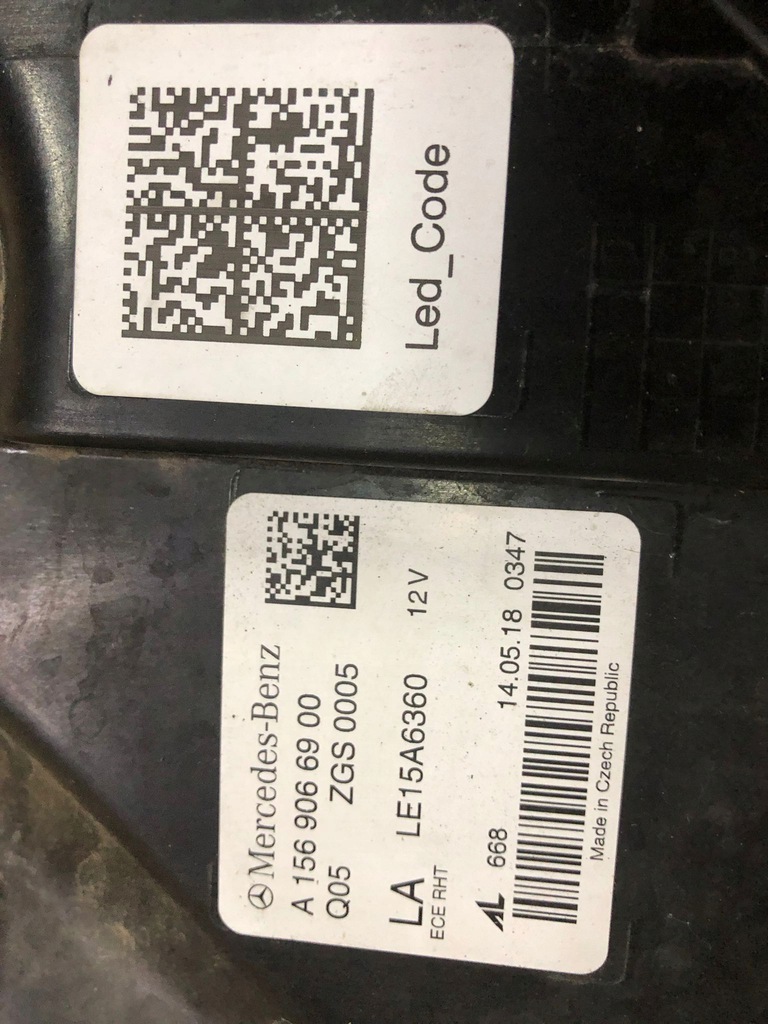 Led_Code
Mercedes-Benz
A 156 906 69 00
Q05 ZGS 0005
LA LE15A6360 12V
ECE RHT
AL 668 14.05.18 0347
Made in Czech Republic